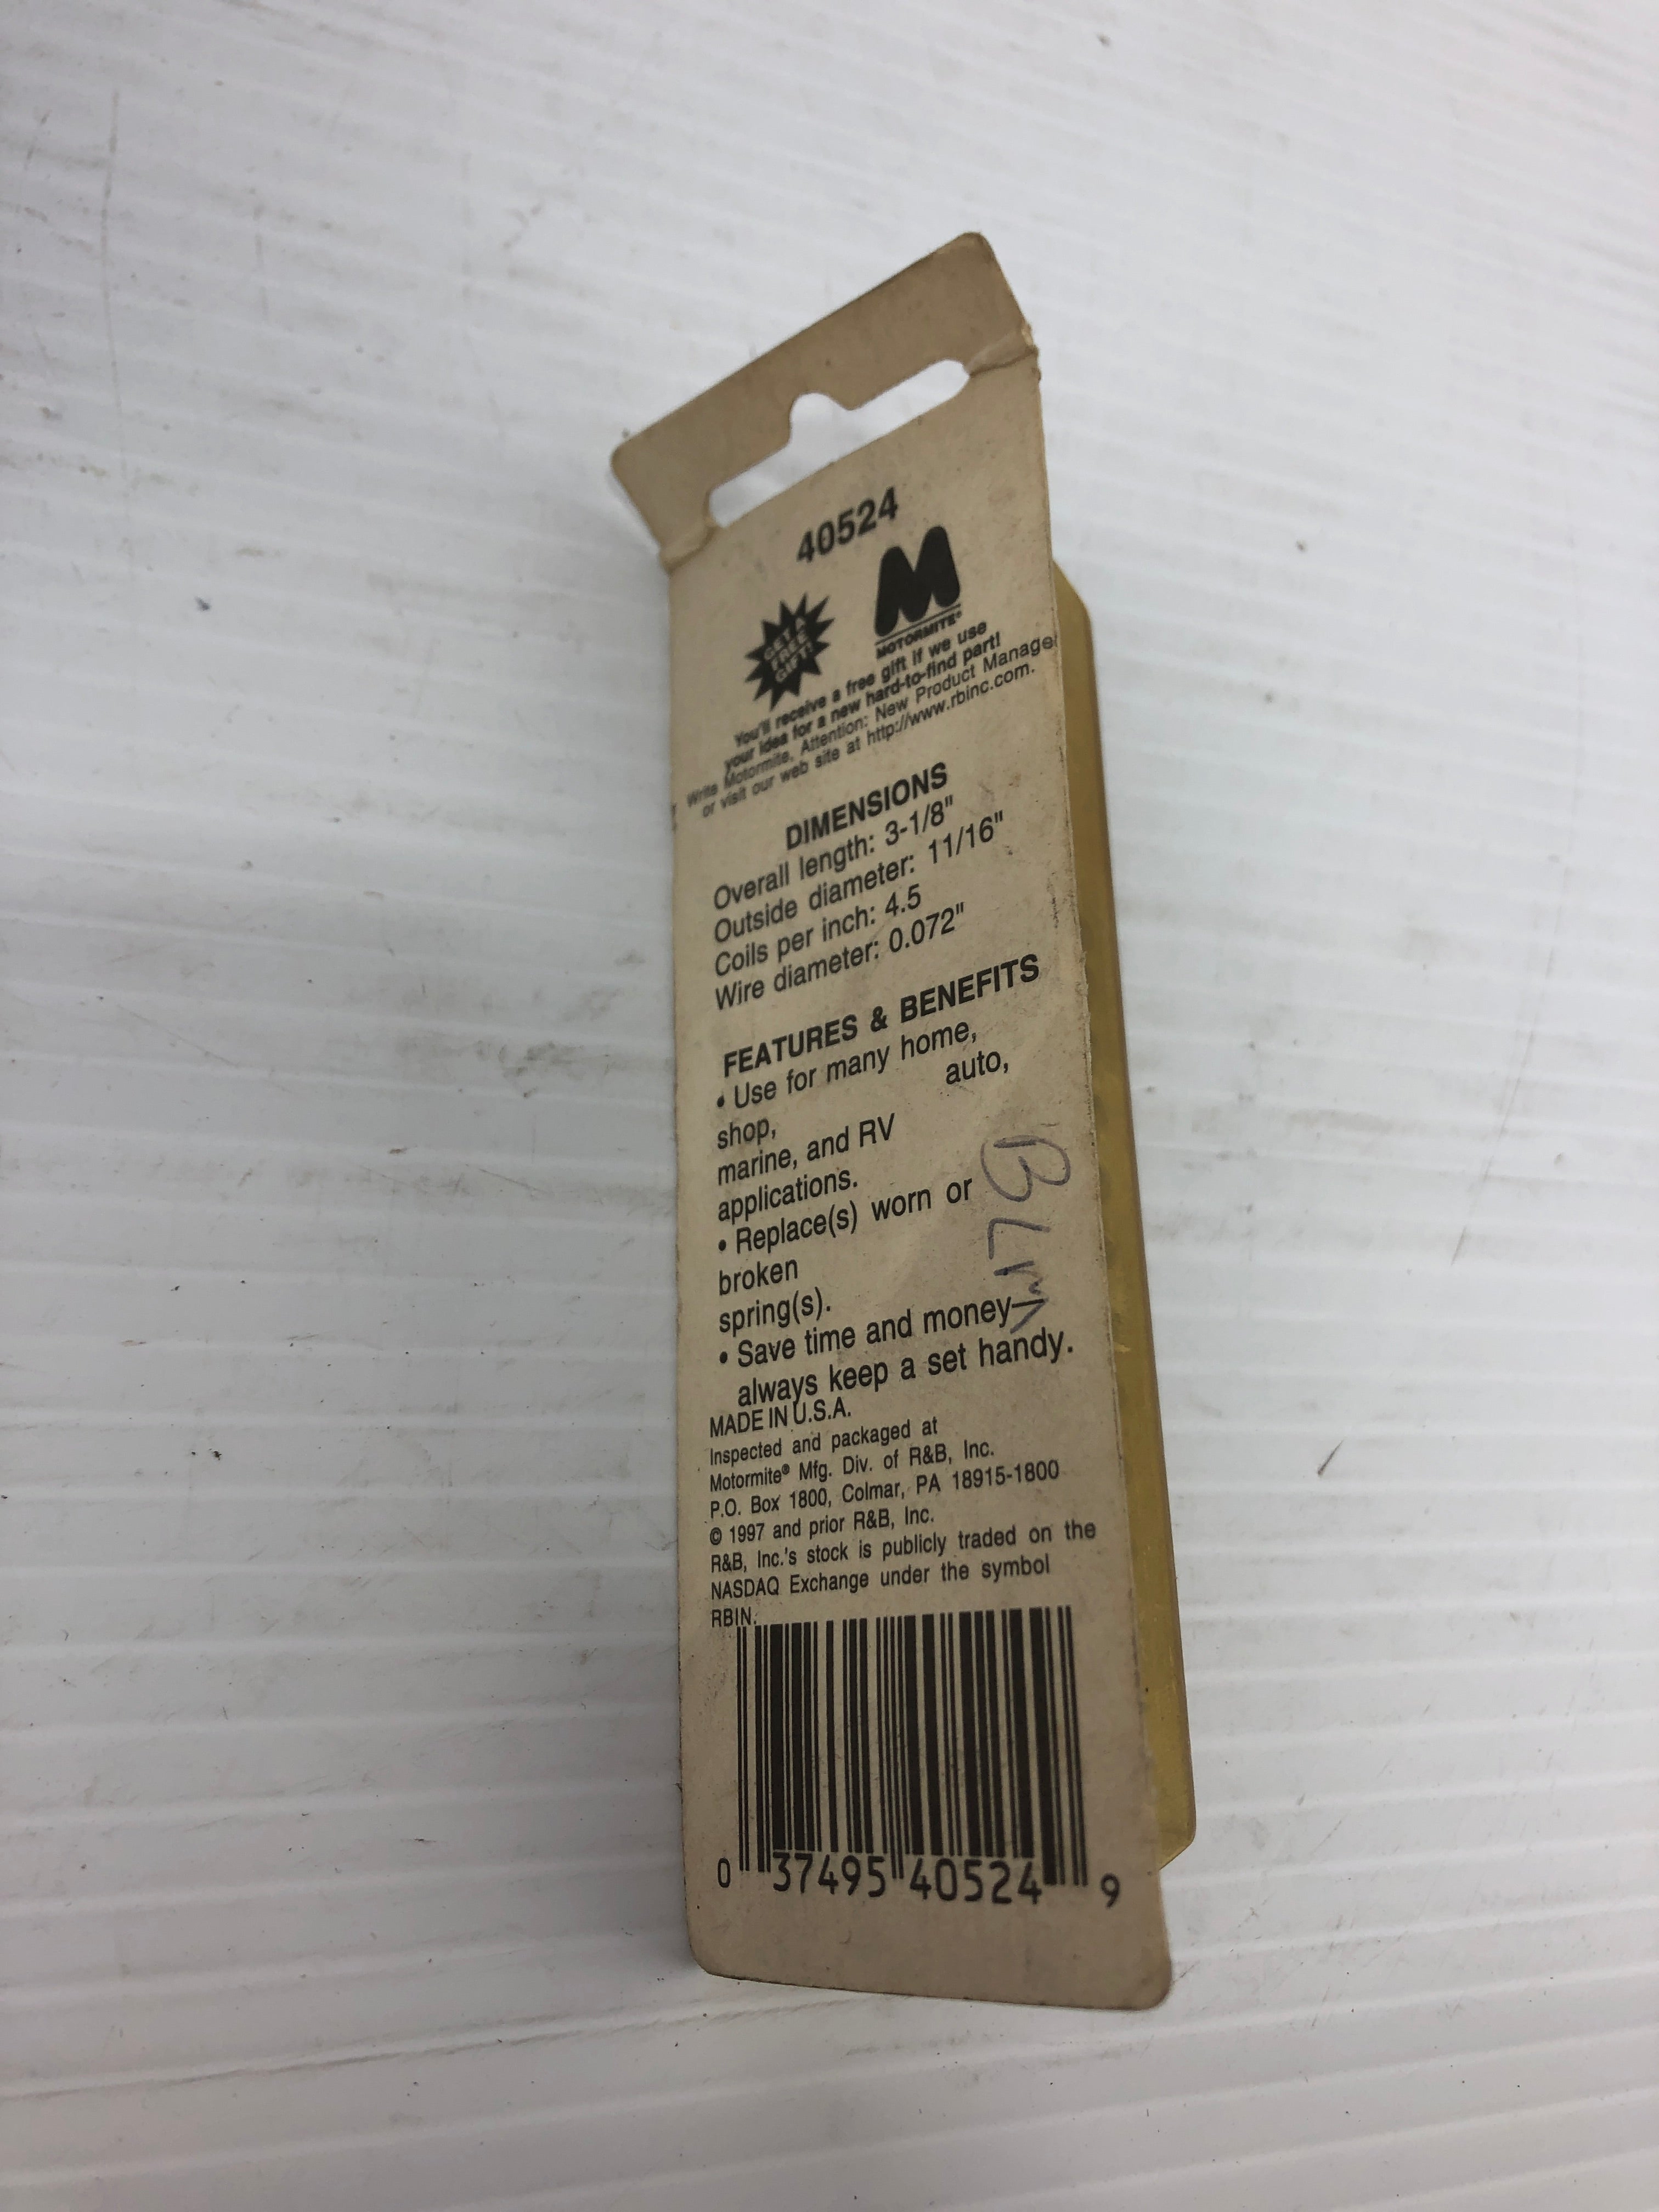 40524
GET A
FREE
GIFT!
M
MOTORMITE®
You'll receive a free gift if we use
your idea for a new hard-to-find part!
Write Motormite, Attention: New Product Manage
or visit our web site at http://www.rbinc.com.
DIMENSIONS
Overall length: 3-1/8"
Outside diameter: 11/16"
Coils per inch: 4.5
Wire diameter: 0.072"
FEATURES & BENEFITS
• Use for many home,
auto,
shop,
marine, and RV
applications.
• Replace(s) worn or
broken
spring(s).
• Save time and money—
always keep a set handy.
MADE IN U.S.A.
Inspected and packaged at
Motormite® Mfg. Div. of R&B, Inc.
P.O. Box 1800, Colmar, PA 18915-1800
© 1997 and prior R&B, Inc.
R&B, Inc.'s stock is publicly traded on the
NASDAQ Exchange under the symbol
RBIN.
0 37495 40524 9